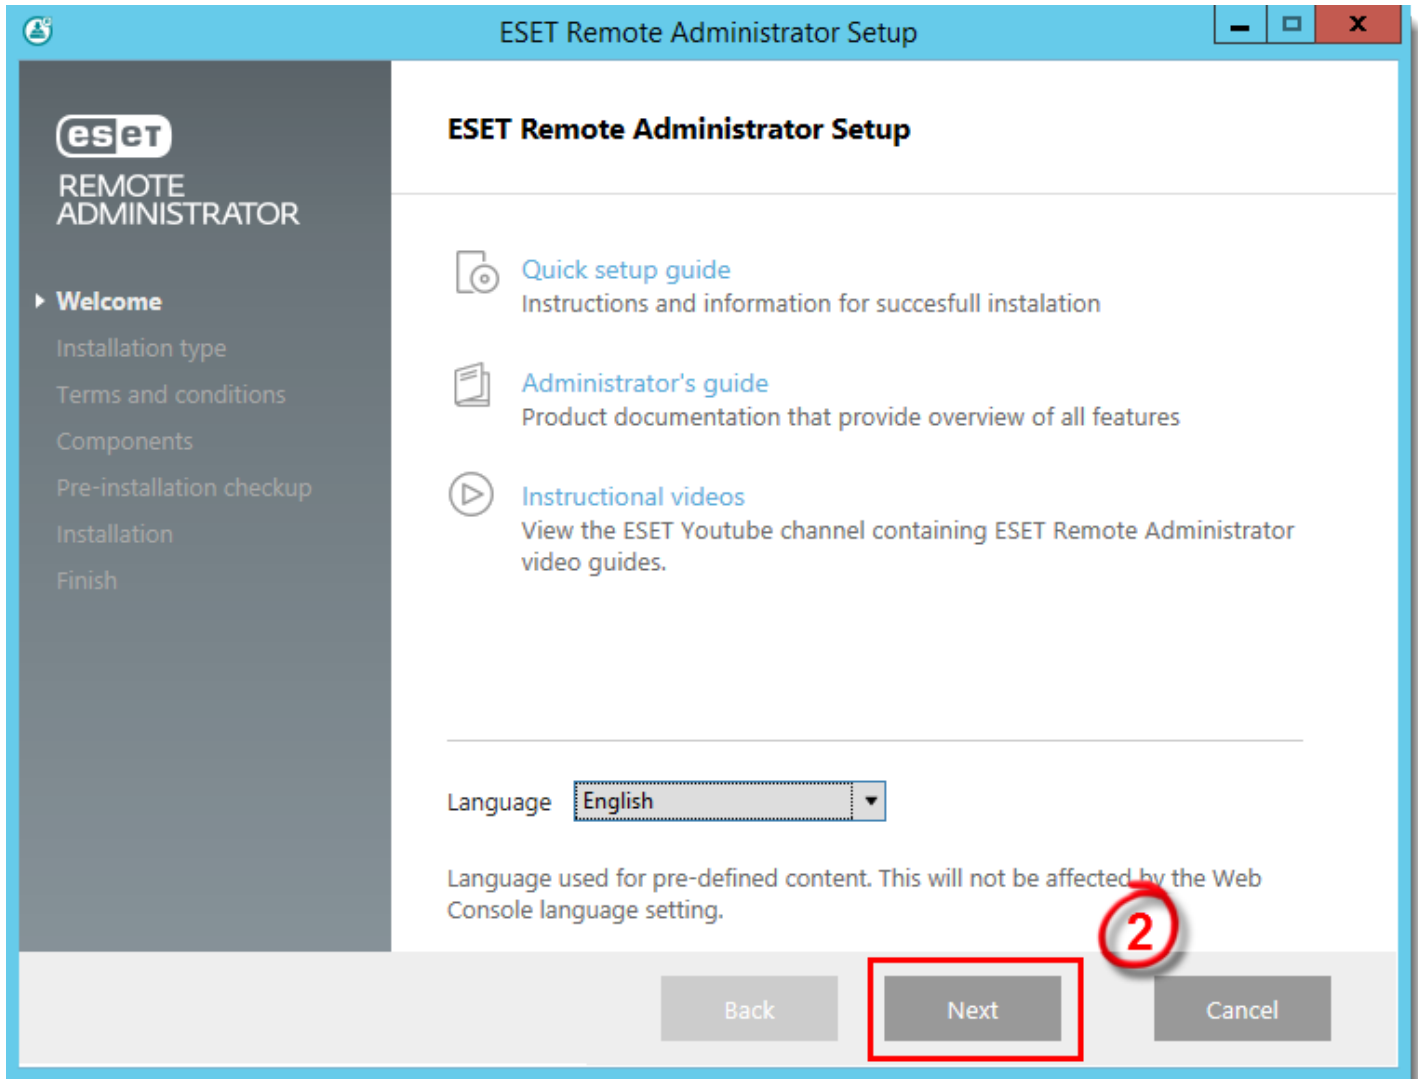 ESET Remote Administrator Setup
eset
REMOTE
ADMINISTRATOR
Welcome
Installation type
Terms and conditions
Components
Pre-installation checkup
Installation
Finish
ESET Remote Administrator Setup
Quick setup guide
Instructions and information for succesfull instalation
Administrator's guide
Product documentation that provide overview of all features
Instructional videos
View the ESET Youtube channel containing ESET Remote Administrator
video guides.
Language English
Language used for pre-defined content. This will not be affected by the Web
Console language setting.
2
Back Next Cancel